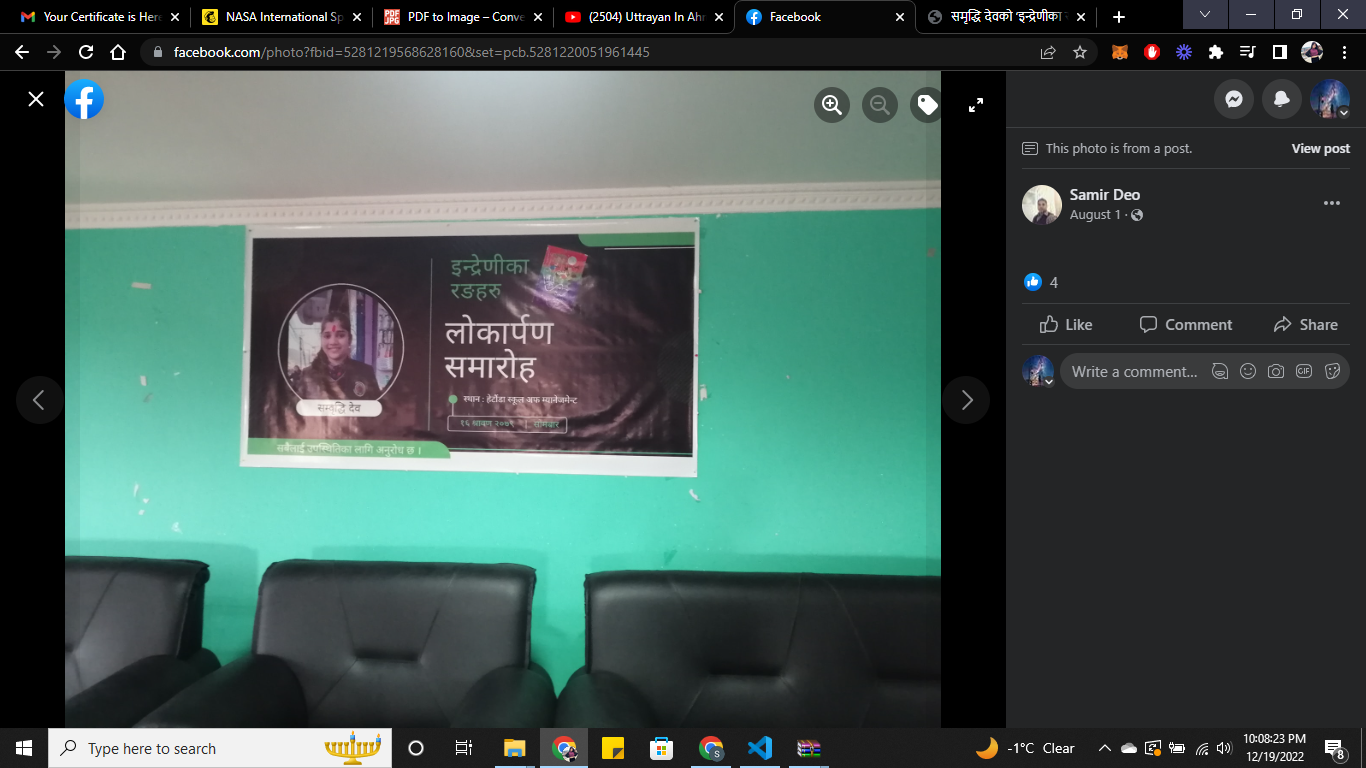 Your Certificate is Here
NASA International Sp
PDF to Image – Conve
(2504) Uttrayan In Ahm
Facebook
समृद्धि देवको 'इन्द्रेणीका
facebook.com/photo?fbid=5281219568628160&set=pcb.5281220051961445
This photo is from a post.
View post
Samir Deo
August 1
4
Like
Comment
Share
Write a comment...
GIF
इन्द्रेणीका
रङहरु
लोकार्पण
समारोह
समृद्धि देव
स्थान : हेटौंडा स्कूल अफ म्यानेजमेन्ट
१६ श्रावण २०७९ | सोमबार
सबैलाई उपस्थितिका लागि अनुरोध छ ।
Type here to search
-1°C Clear
10:08:23 PM
12/19/2022
8